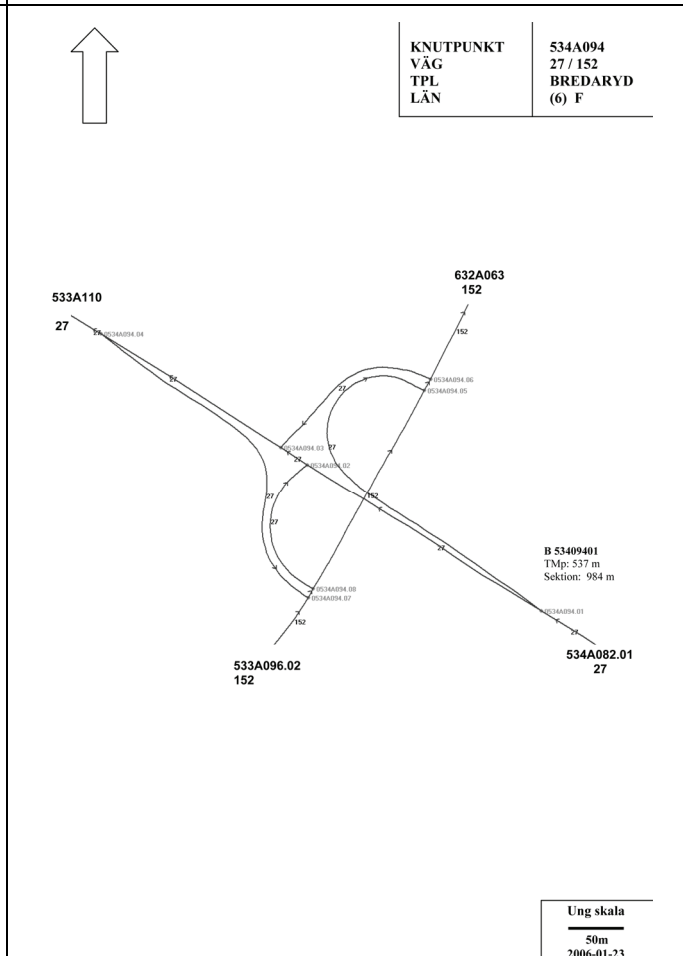 KNUTPUNKT 534A094
VÄG 27 / 152
TPL BREDARYD
LÄN (6) F
632A063
152
533A110
27
152
27
0534A094.04
27
0534A094.06
27
0534A094.05
0534A094.03
27
27
0534A094.02
27
152
27
27
B 53409401
TMp: 537 m
27
Sektion: 984 m
0534A094.08
0534A094.07
0534A094.01
152
27
534A082.01
27
533A096.02
152
Ung skala
50m
2006-01-23